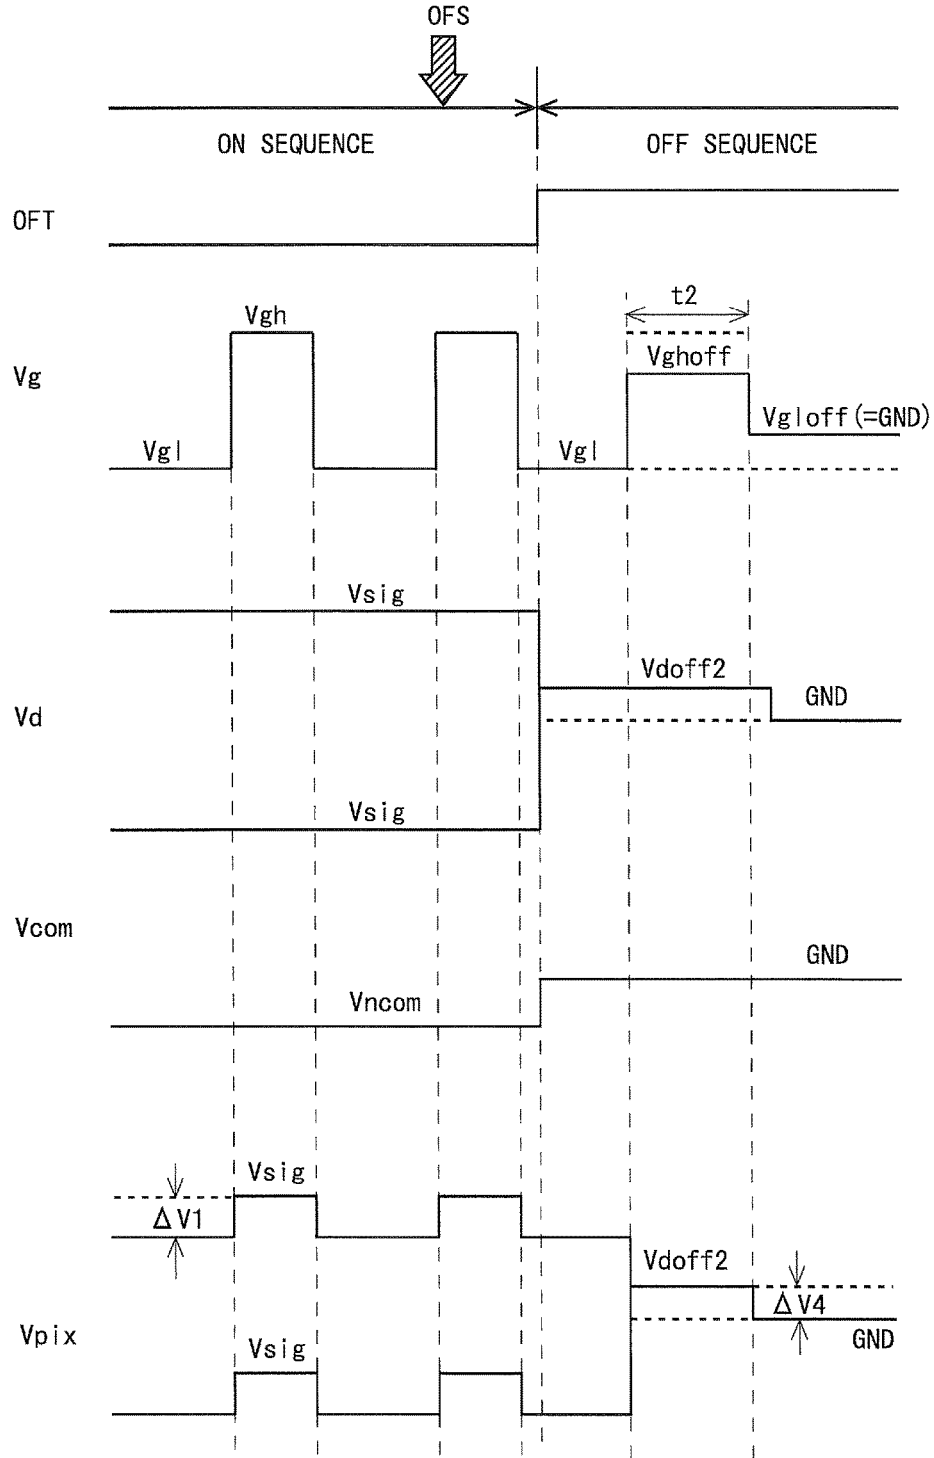 OFS
ON SEQUENCE
OFF SEQUENCE
OFT
t2
Vgh
Vghoff
Vg
Vgloff(=GND)
Vgl
Vgl
Vsig
Vdoff2
GND
Vd
Vsig
Vcom
GND
Vncom
Vsig
ΔV1
Vdoff2
ΔV4
Vpix
GND
Vsig